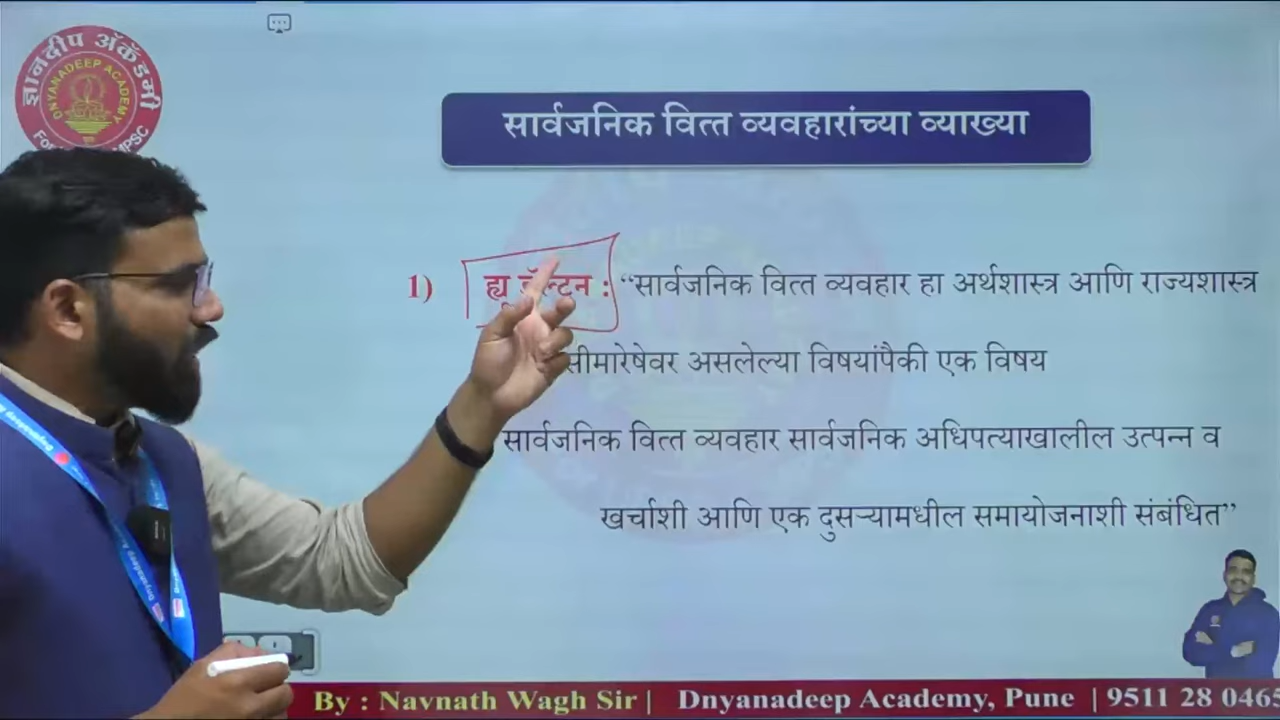 ज्ञानदीप अॅकॅडमी
DNYANADEEP ACADEMY
सार्वजनिक वित्त व्यवहारांच्या व्याख्या
1) ह्यू डॅल्टन : “सार्वजनिक वित्त व्यवहार हा अर्थशास्त्र आणि राज्यशास्त्र
सीमारेषेवर असलेल्या विषयांपैकी एक विषय
सार्वजनिक वित्त व्यवहार सार्वजनिक अधिपत्याखालील उत्पन्न व
खर्चाशी आणि एक दुसऱ्यामधील समायोजनाशी संबंधित”
By : Navnath Wagh Sir | Dnyanadeep Academy, Pune | 9511 28 0465